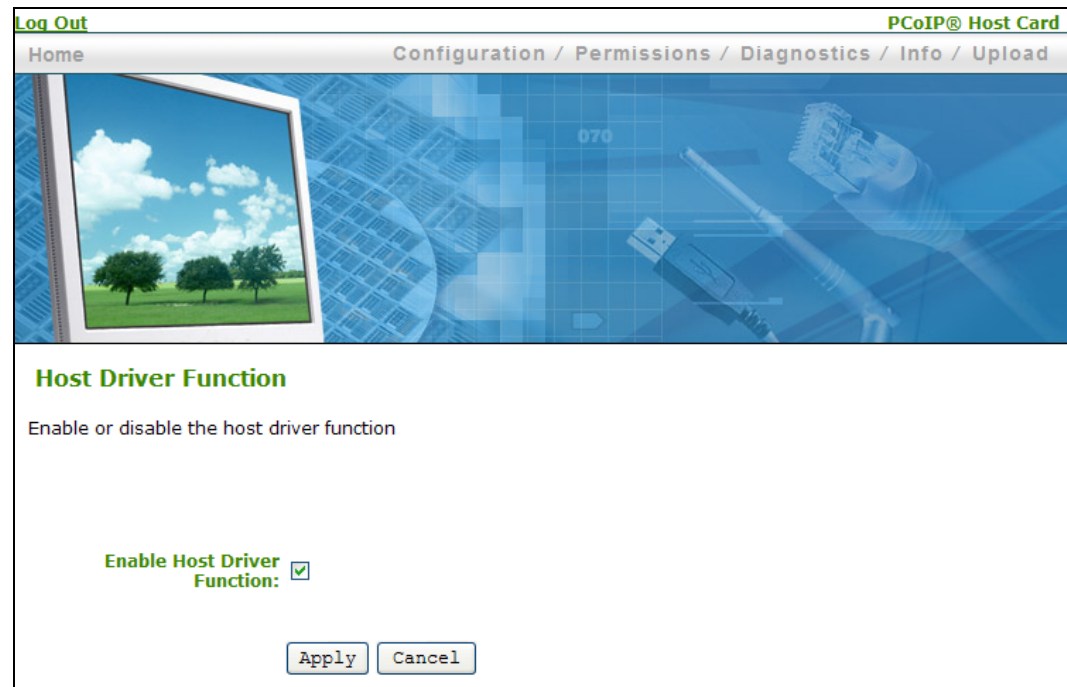 Log Out PCoIP® Host Card
Home Configuration / Permissions / Diagnostics / Info / Upload
070
Host Driver Function
Enable or disable the host driver function
Enable Host Driver
Function:
Apply Cancel